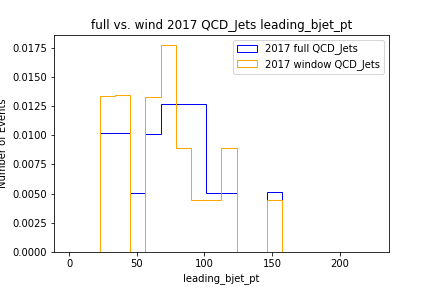 full vs. wind 2017 QCD_Jets leading_bjet_pt
2017 full QCD_Jets
2017 window QCD_Jets
Number of Events
0.0175
0.0150
0.0125
0.0100
0.0075
0.0050
0.0025
0.0000
0
50
100
150
200
leading_bjet_pt